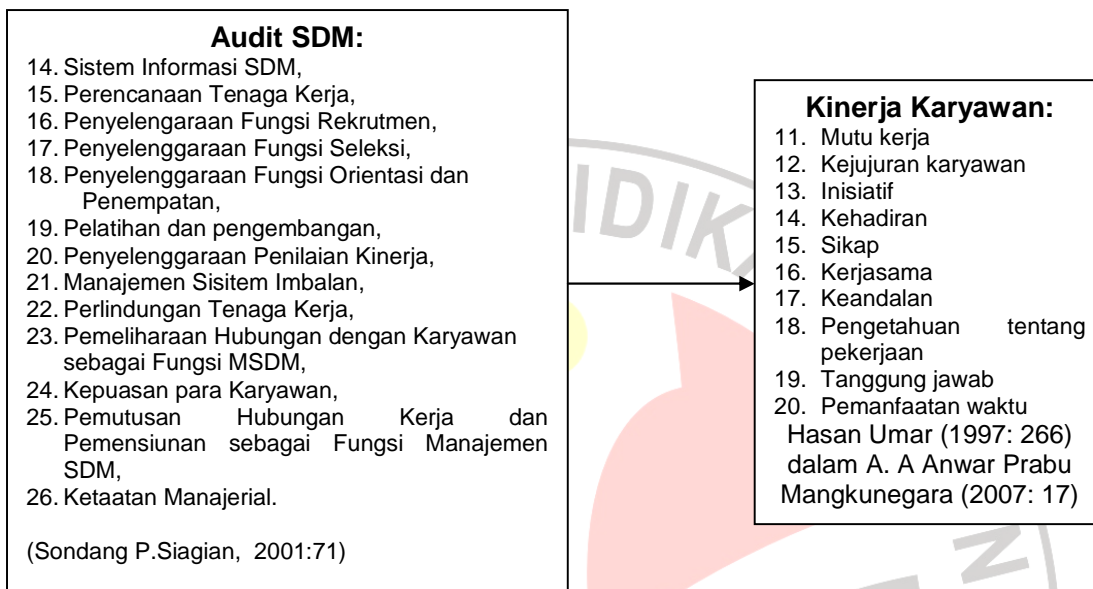 Audit SDM:
14. Sistem Informasi SDM,
15. Perencanaan Tenaga Kerja,
16. Penyelengaraan Fungsi Rekrutmen,
17. Penyelenggaraan Fungsi Seleksi,
18. Penyelenggaraan Fungsi Orientasi dan
Penempatan,
19. Pelatihan dan pengembangan,
20. Penyelenggaraan Penilaian Kinerja,
21. Manajemen Sisitem Imbalan,
22. Perlindungan Tenaga Kerja,
23. Pemeliharaan Hubungan dengan Karyawan
sebagai Fungsi MSDM,
24. Kepuasan para Karyawan,
25. Pemutusan Hubungan Kerja dan
Pemensiunan sebagai Fungsi Manajemen
SDM,
26. Ketaatan Manajerial.
(Sondang P.Siagian, 2001:71)
Kinerja Karyawan:
11. Mutu kerja
12. Kejujuran karyawan
13. Inisiatif
14. Kehadiran
15. Sikap
16. Kerjasama
17. Keandalan
18. Pengetahuan tentang
pekerjaan
19. Tanggung jawab
20. Pemanfaatan waktu
Hasan Umar (1997: 266)
dalam A. A Anwar Prabu
Mangkunegara (2007: 17)